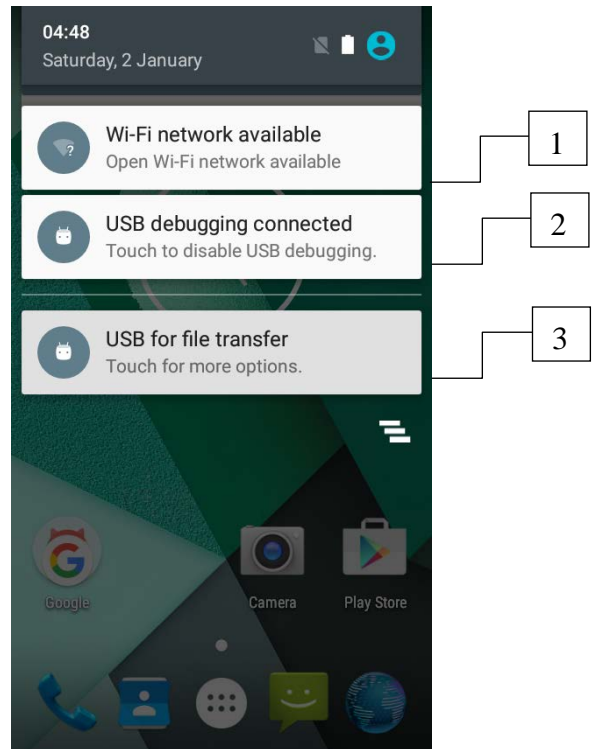 04:48
Saturday, 2 January
Wi-Fi network available
Open Wi-Fi network available
1
USB debugging connected
Touch to disable USB debugging.
2
USB for file transfer
Touch for more options.
3
Google
Camera
Play Store